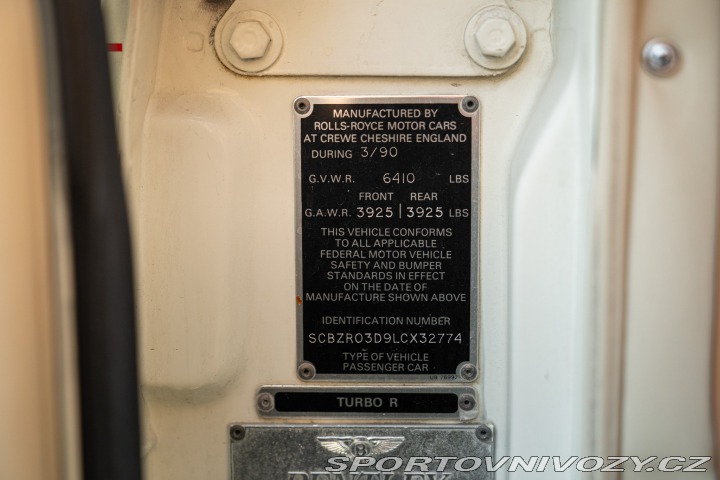 MANUFACTURED BY
ROLLS-ROYCE MOTOR CARS
AT CREWE CHESHIRE ENGLAND
DURING 3/90
G.V.W.R. 6410 LBS
FRONT REAR
G.A.W.R. 3925 | 3925 LBS
THIS VEHICLE CONFORMS
TO ALL APPLICABLE
FEDERAL MOTOR VEHICLE
SAFETY AND BUMPER
STANDARDS IN EFFECT
ON THE DATE OF
MANUFACTURE SHOWN ABOVE
IDENTIFICATION NUMBER
SCBZR03D9LCX32774
TYPE OF VEHICLE
PASSENGER CAR
TURBO R
B
BENTLEY
SPORTOVNIVOZY.CZ